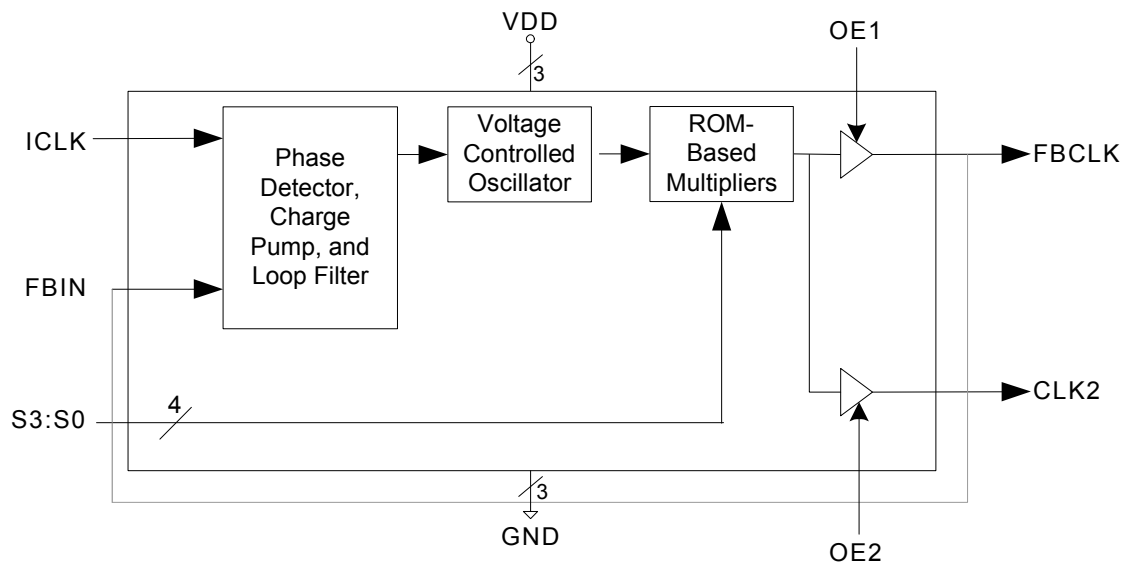 VDD
OE1
3
ICLK
Phase
Detector,
Charge
Pump, and
Loop Filter
Voltage
Controlled
Oscillator
ROM-
Based
Multipliers
FBCLK
FBIN
S3:S0
4
CLK2
3
GND
OE2